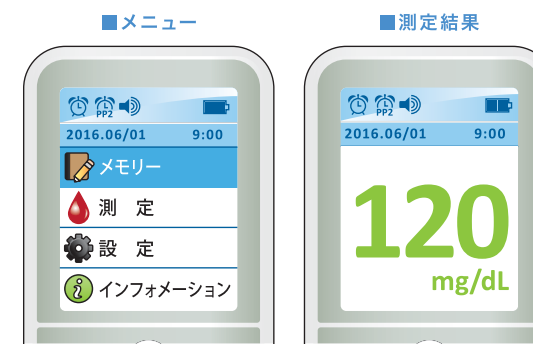 ■メニュー
PP2
2016.06/01 9:00
メモリー
測 定
設 定
インフォメーション
■測定結果
PP2
2016.06/01 9:00
120
mg/dL